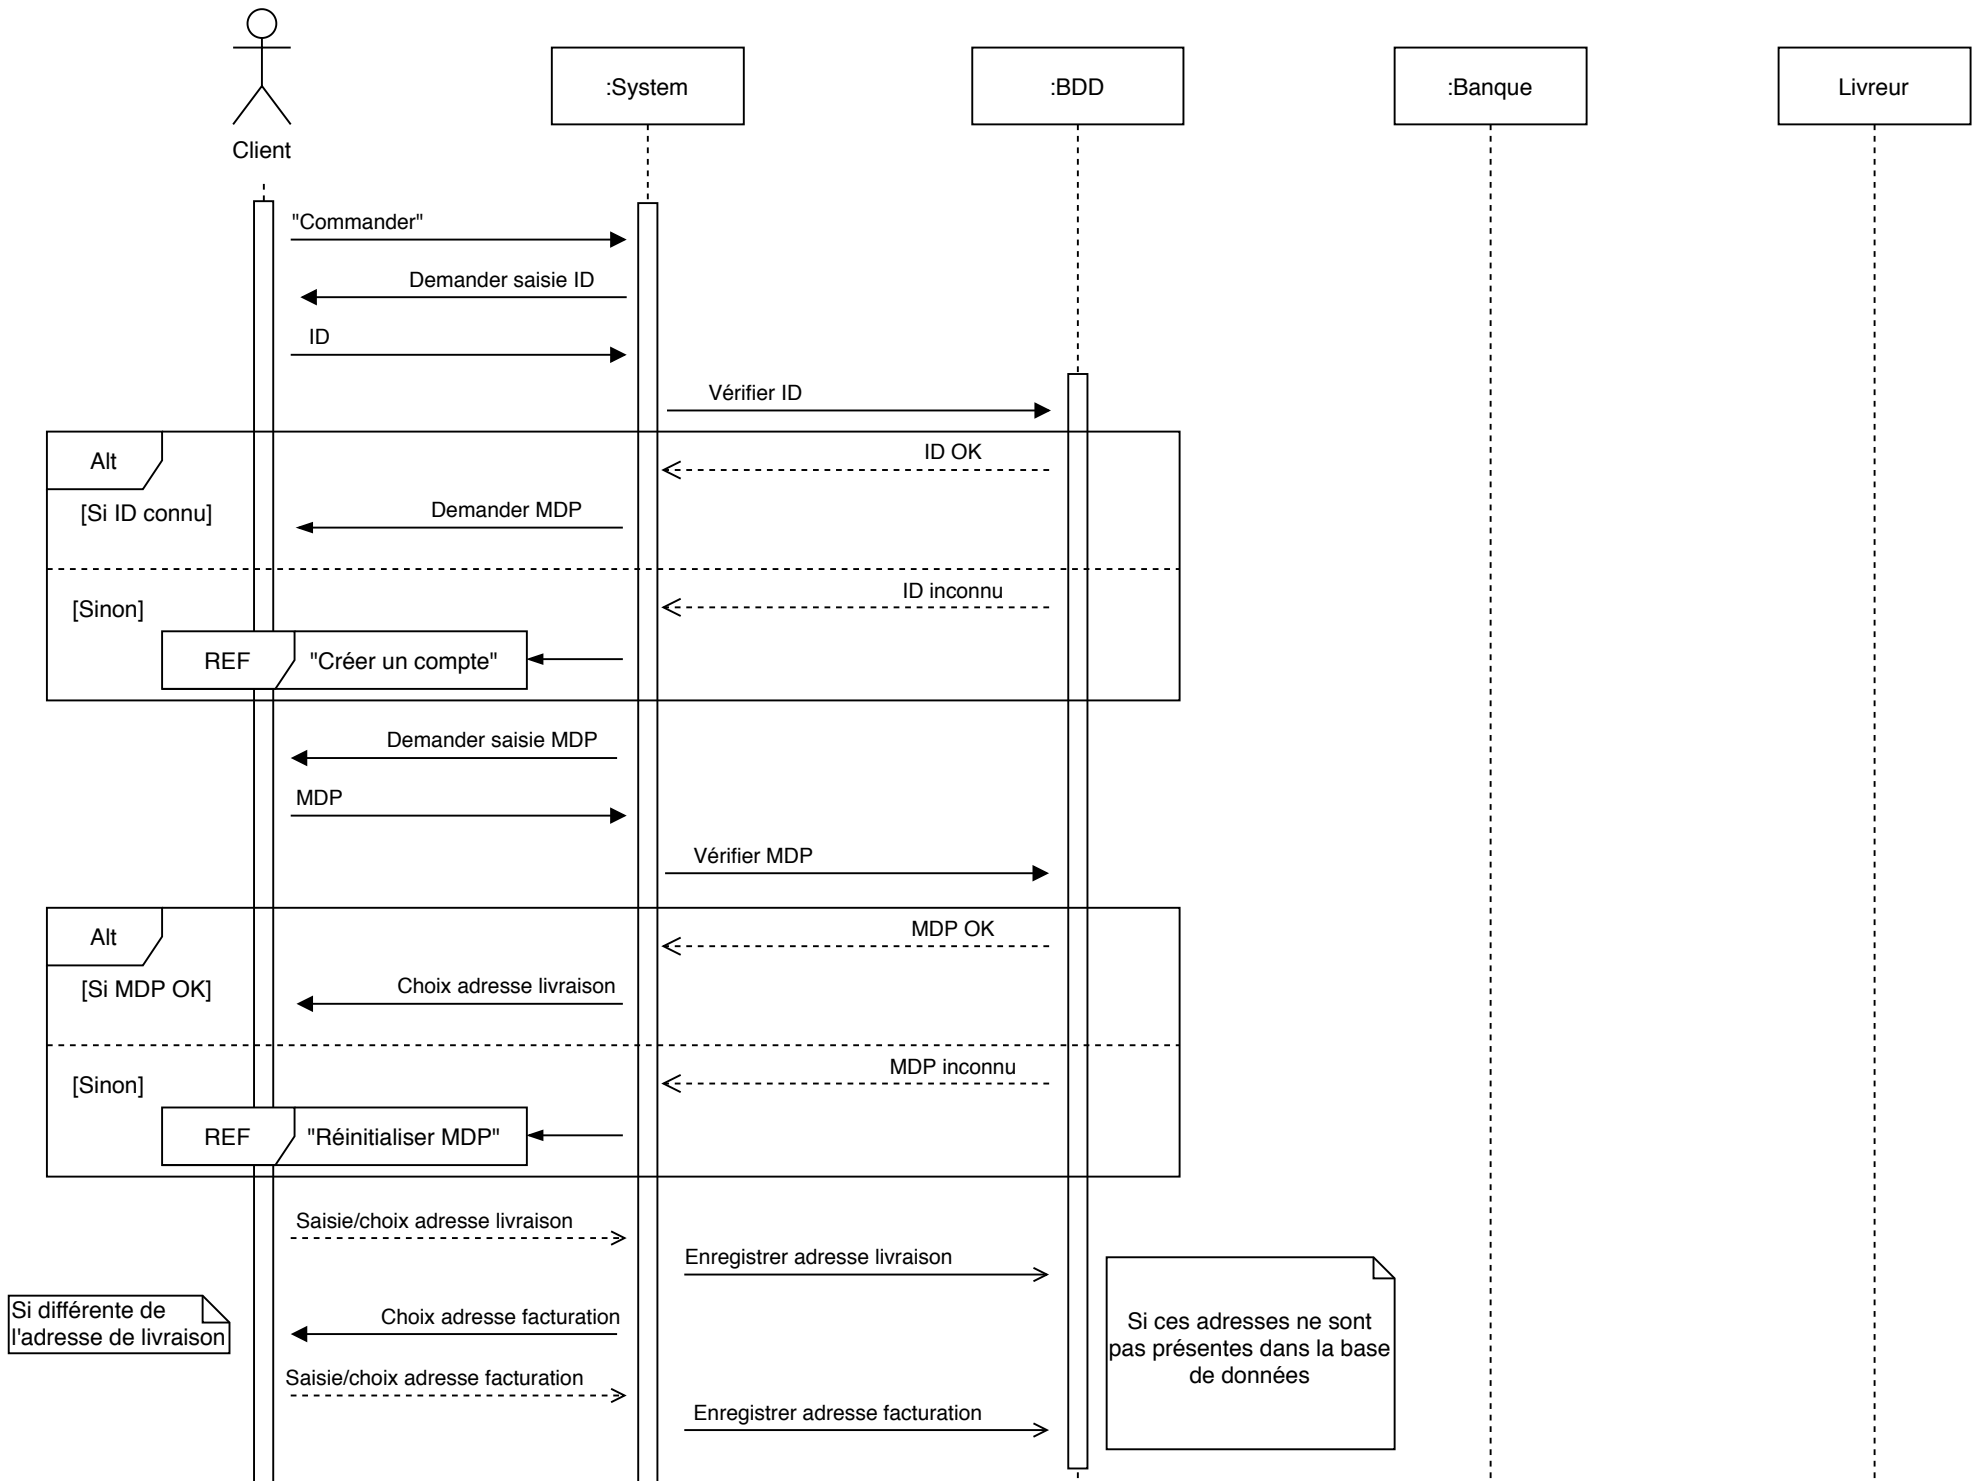 Client
:System
:BDD
:Banque
Livreur
"Commander"
Demander saisie ID
ID
Vérifier ID
Alt
ID OK
[Si ID connu]
Demander MDP
ID inconnu
[Sinon]
REF
"Créer un compte"
Demander saisie MDP
MDP
Vérifier MDP
Alt
MDP OK
[Si MDP OK]
Choix adresse livraison
MDP inconnu
[Sinon]
REF
"Réinitialiser MDP"
Saisie/choix adresse livraison
Enregistrer adresse livraison
Si différente de
l'adresse de livraison
Choix adresse facturation
Si ces adresses ne sont
pas présentes dans la base
de données
Saisie/choix adresse facturation
Enregistrer adresse facturation